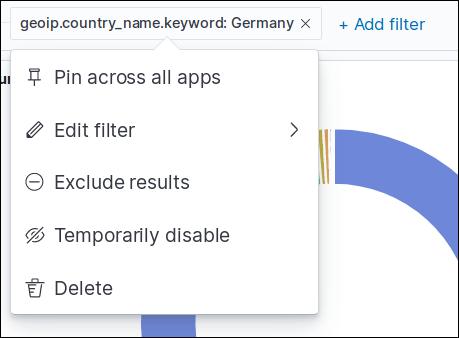 geoip.country_name.keyword: Germany × + Add filter
Pin across all apps
Edit filter
Exclude results
Temporarily disable
Delete